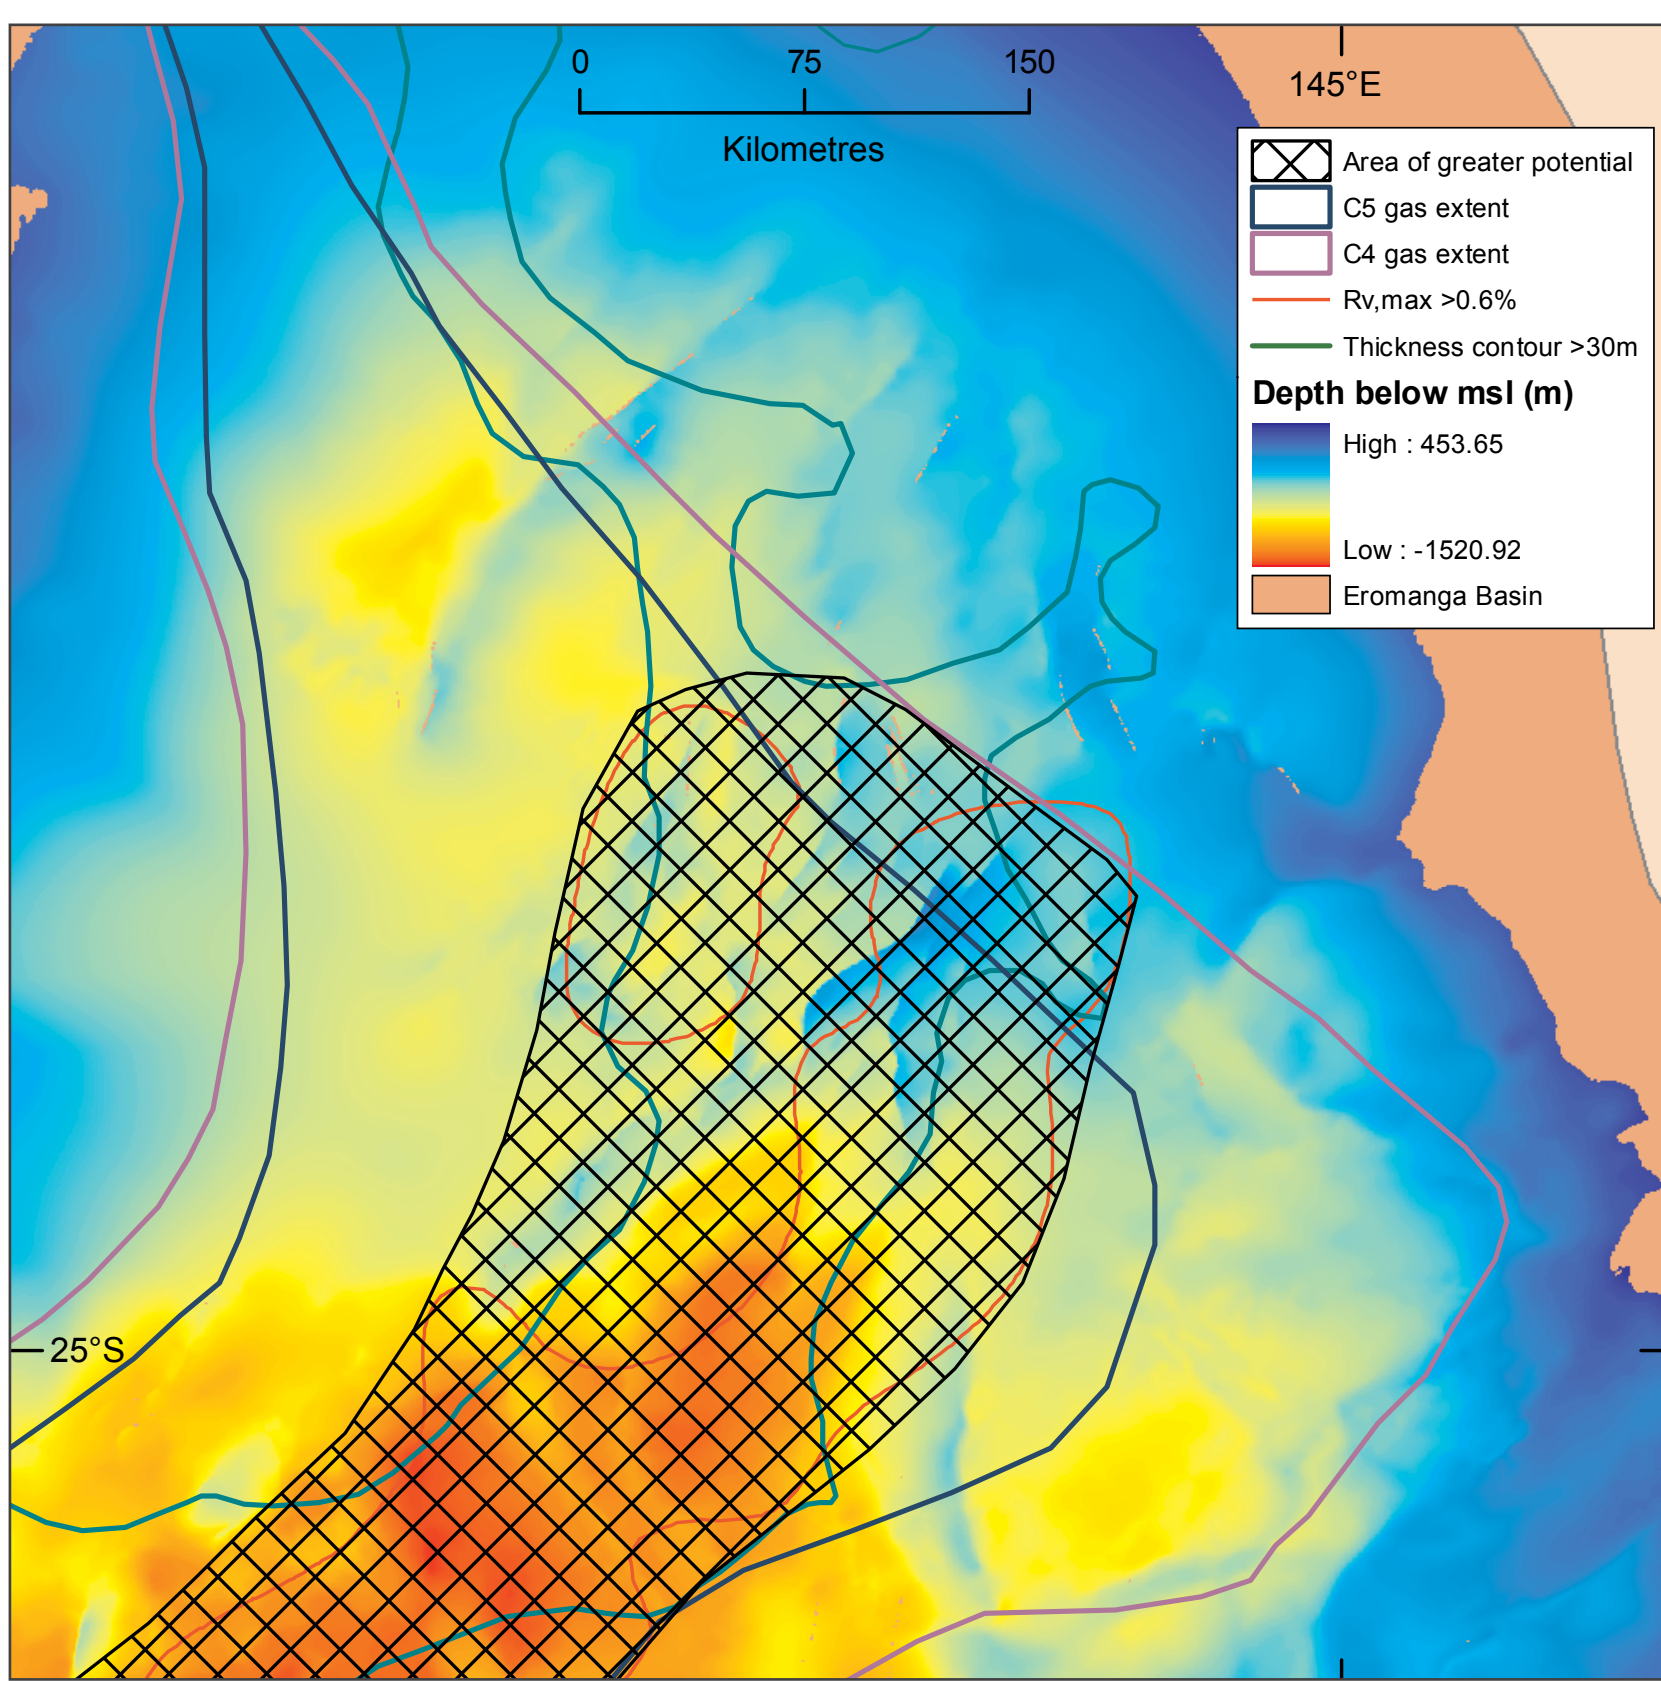 0 75 150
Kilometres
145°E
Area of greater potential
C5 gas extent
C4 gas extent
Rv,max >0.6%
Thickness contour >30m
Depth below msl (m)
High : 453.65
Low : -1520.92
Eromanga Basin
25°S